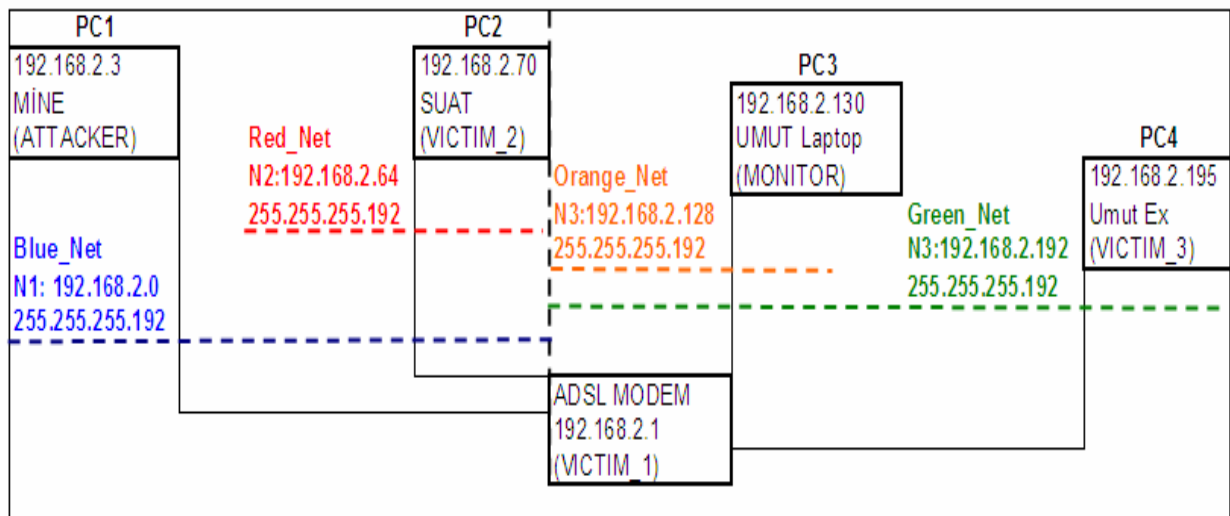 PC1
192.168.2.3
MİNE
(ATTACKER)
PC2
192.168.2.70
SUAT
(VICTIM_2)
PC3
192.168.2.130
UMUT Laptop
(MONITOR)
PC4
192.168.2.195
Umut Ex
(VICTIM_3)
Red_Net
N2:192.168.2.64
255.255.255.192
Orange_Net
N3:192.168.2.128
255.255.255.192
Green_Net
N3:192.168.2.192
255.255.255.192
Blue_Net
N1: 192.168.2.0
255.255.255.192
ADSL MODEM
192.168.2.1
(VICTIM_1)